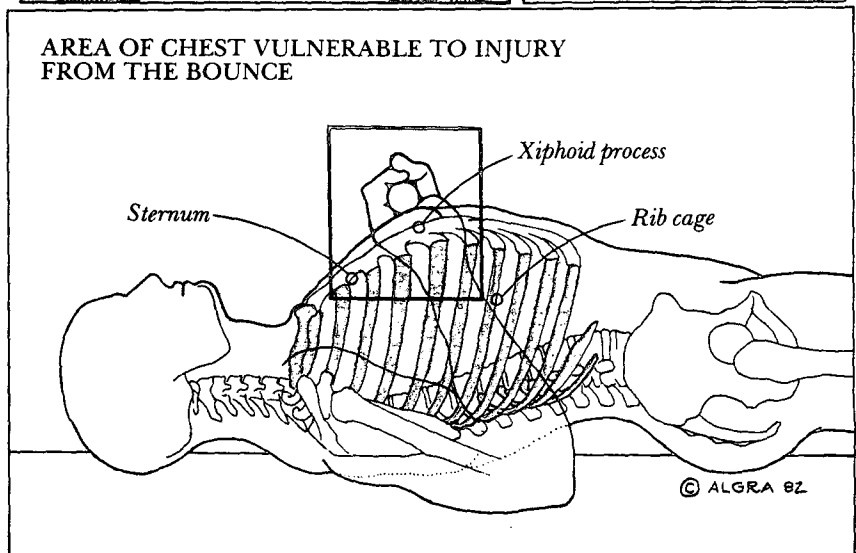 AREA OF CHEST VULNERABLE TO INJURY
FROM THE BOUNCE
Xiphoid process
Sternum
Rib cage
© ALGRA 82